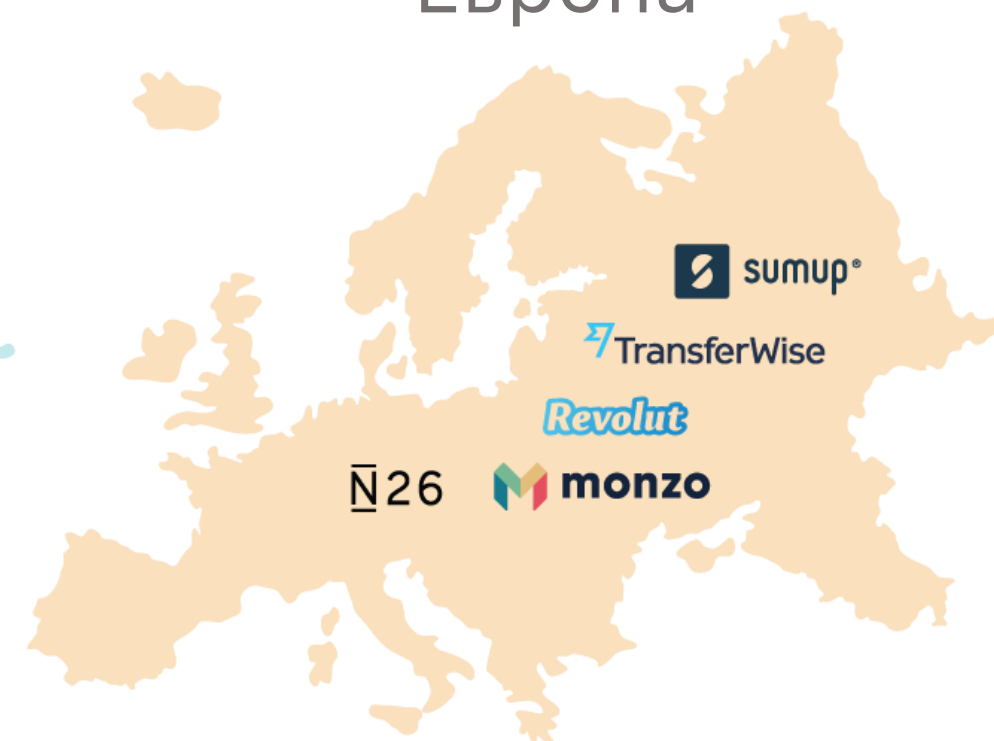 Европа
sumup®
TransferWise
Revolut
N26
monzo